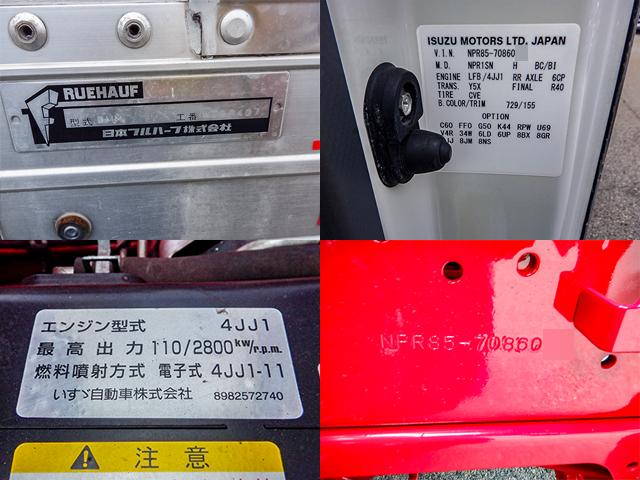 RUEHAUF
型式
工番
日本フルハーフ株式会社
ISUZU MOTORS LTD. JAPAN
V.I.N. NPR85-70860
M.D. NPR1SN H BC/BI
ENGINE LFB/4JJ1 RR AXLE 6CP
TRANS. Y5X FINAL R40
TIRE CVE
B.COLOR/TRIM 729/155
OPTION
C60 FFO G50 K44 RPW U69
V4R 34W 6LD 6UP 8BX 8GR
8JM 8NS
エンジン型式 4JJ1
最高出力 110/2800 kW/r.p.m.
燃料噴射方式 電子式 4JJ1-11
いすゞ自動車株式会社 8982572740
注意
NPR85-70860